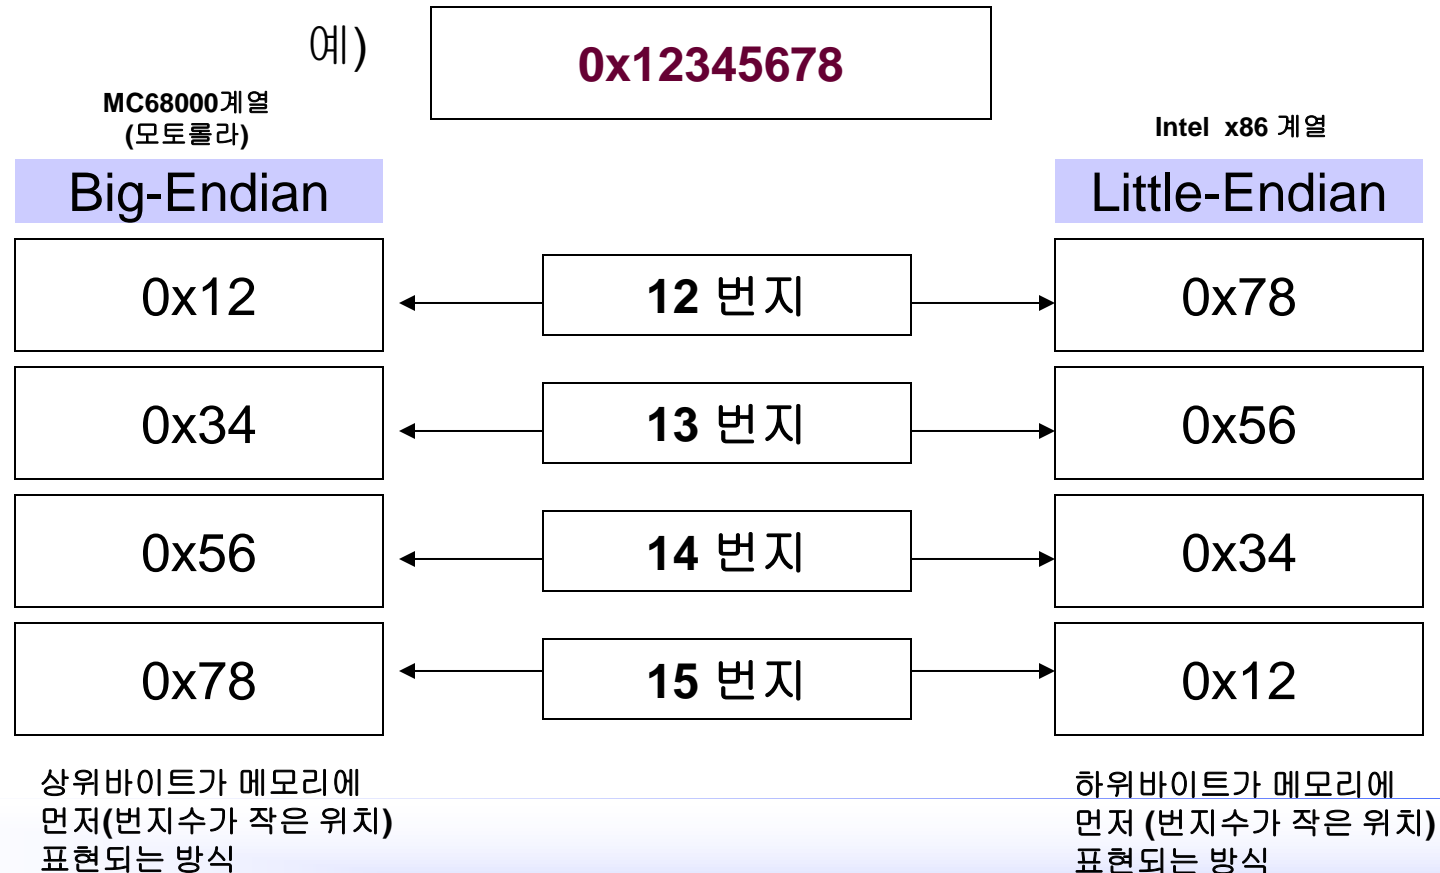 예)
0x12345678
MC68000계열
(모토롤라)
Intel x86 계열
Big-Endian
Little-Endian
0x12
12 번지
0x78
0x34
13 번지
0x56
0x56
14 번지
0x34
0x78
15 번지
0x12
상위바이트가 메모리에
먼저(번지수가 작은 위치)
표현되는 방식
하위바이트가 메모리에
먼저 (번지수가 작은 위치)
표현되는 방식